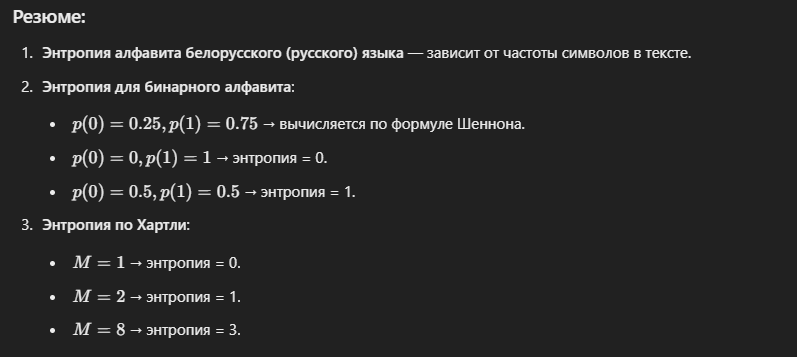 Резюме:
1. Энтропия алфавита белорусского (русского) языка — зависит от частоты символов в тексте.
2. Энтропия для бинарного алфавита:
• p(0) = 0.25, p(1) = 0.75 → вычисляется по формуле Шеннона.
• p(0) = 0, p(1) = 1 → энтропия = 0.
• p(0) = 0.5, p(1) = 0.5 → энтропия = 1.
3. Энтропия по Хартли:
• M = 1 → энтропия = 0.
• M = 2 → энтропия = 1.
• M = 8 → энтропия = 3.